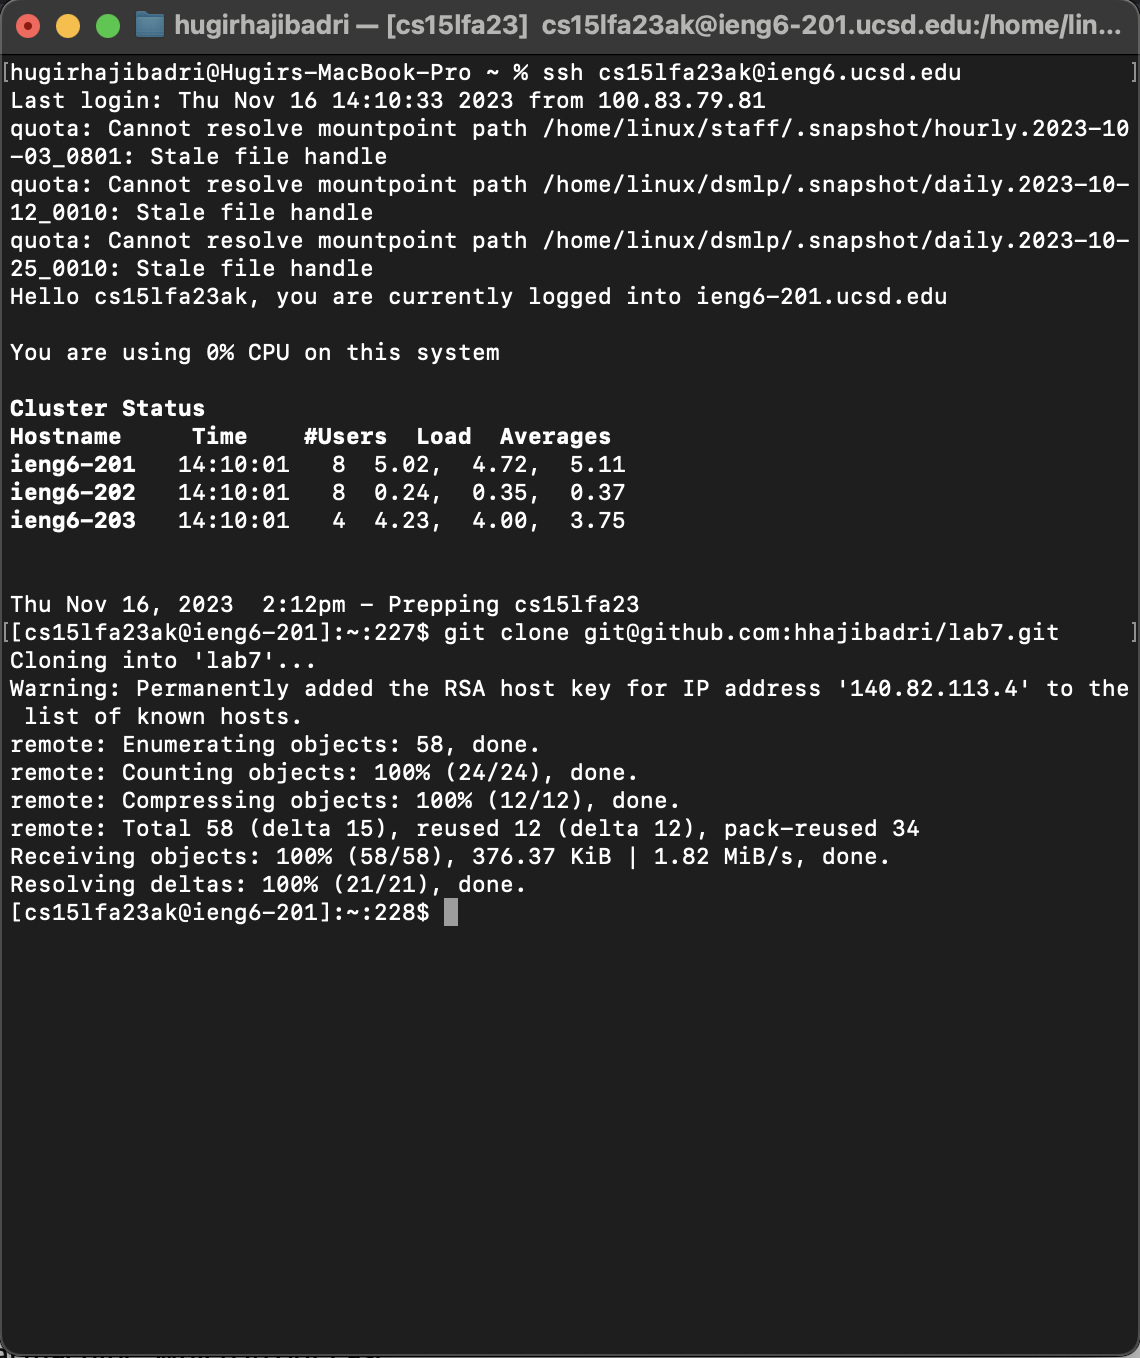 hugirhajibadri — [cs15lfa23] cs15lfa23ak@ieng6-201.ucsd.edu:/home/lin...
[hugirhajibadri@Hugirs-MacBook-Pro ~ % ssh cs15lfa23ak@ieng6.ucsd.edu ]
Last login: Thu Nov 16 14:10:33 2023 from 100.83.79.81
quota: Cannot resolve mountpoint path /home/linux/staff/.snapshot/hourly.2023-10
-03_0801: Stale file handle
quota: Cannot resolve mountpoint path /home/linux/dsmlp/.snapshot/daily.2023-10-
12_0010: Stale file handle
quota: Cannot resolve mountpoint path /home/linux/dsmlp/.snapshot/daily.2023-10-
25_0010: Stale file handle
Hello cs15lfa23ak, you are currently logged into ieng6-201.ucsd.edu
You are using 0% CPU on this system
Cluster Status
Hostname     Time    #Users  Load  Averages
ieng6-201   14:10:01   8  5.02,  4.72,  5.11
ieng6-202   14:10:01   8  0.24,  0.35,  0.37
ieng6-203   14:10:01   4  4.23,  4.00,  3.75
Thu Nov 16, 2023  2:12pm - Prepping cs15lfa23
[[cs15lfa23ak@ieng6-201]:~:227$ git clone git@github.com:hhajibadri/lab7.git ]
Cloning into 'lab7'...
Warning: Permanently added the RSA host key for IP address '140.82.113.4' to the
 list of known hosts.
remote: Enumerating objects: 58, done.
remote: Counting objects: 100% (24/24), done.
remote: Compressing objects: 100% (12/12), done.
remote: Total 58 (delta 15), reused 12 (delta 12), pack-reused 34
Receiving objects: 100% (58/58), 376.37 KiB | 1.82 MiB/s, done.
Resolving deltas: 100% (21/21), done.
[cs15lfa23ak@ieng6-201]:~:228$